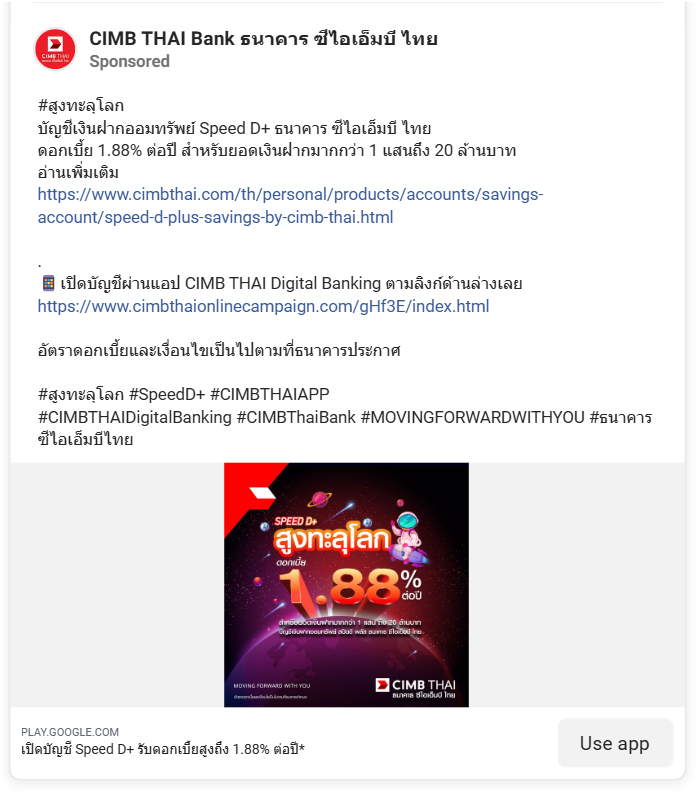 CIMB THAI Bank ธนาคาร ซีไอเอ็มบี ไทย
Sponsored
#สูงทะลุโลก
บัญชีเงินฝากออมทรัพย์ Speed D+ ธนาคาร ซีไอเอ็มบี ไทย
ดอกเบี้ย 1.88% ต่อปี สำหรับยอดเงินฝากมากกว่า 1 แสนถึง 20 ล้านบาท
อ่านเพิ่มเติม
https://www.cimbthai.com/th/personal/products/accounts/savings-
account/speed-d-plus-savings-by-cimb-thai.html
.
เปิดบัญชีผ่านแอป CIMB THAI Digital Banking ตามลิงก์ด้านล่างเลย
https://www.cimbthaionlinecampaign.com/gHf3E/index.html
อัตราดอกเบี้ยและเงื่อนไขเป็นไปตามที่ธนาคารประกาศ
#สูงทะลุโลก #SpeedD+ #CIMBTHAIAPP
#CIMBTHAIDigitalBanking #CIMBThaiBank #MOVINGFORWARDWITHYOU #ธนาคาร
ซีไอเอ็มบีไทย
SPEED D+
สูงทะลุโลก
ดอกเบี้ย
1.88% ต่อปี
สำหรับยอดเงินฝากมากกว่า 1 แสน ถึง 20 ล้านบาท
บัญชีเงินฝากออมทรัพย์ สปีดดี พลัส ธนาคาร ซีไอเอ็มบี ไทย
MOVING FORWARD WITH YOU
CIMB THAI
ธนาคาร ซีไอเอ็มบี ไทย
PLAY.GOOGLE.COM
เปิดบัญชี Speed D+ รับดอกเบี้ยสูงถึง 1.88% ต่อปี*
Use app